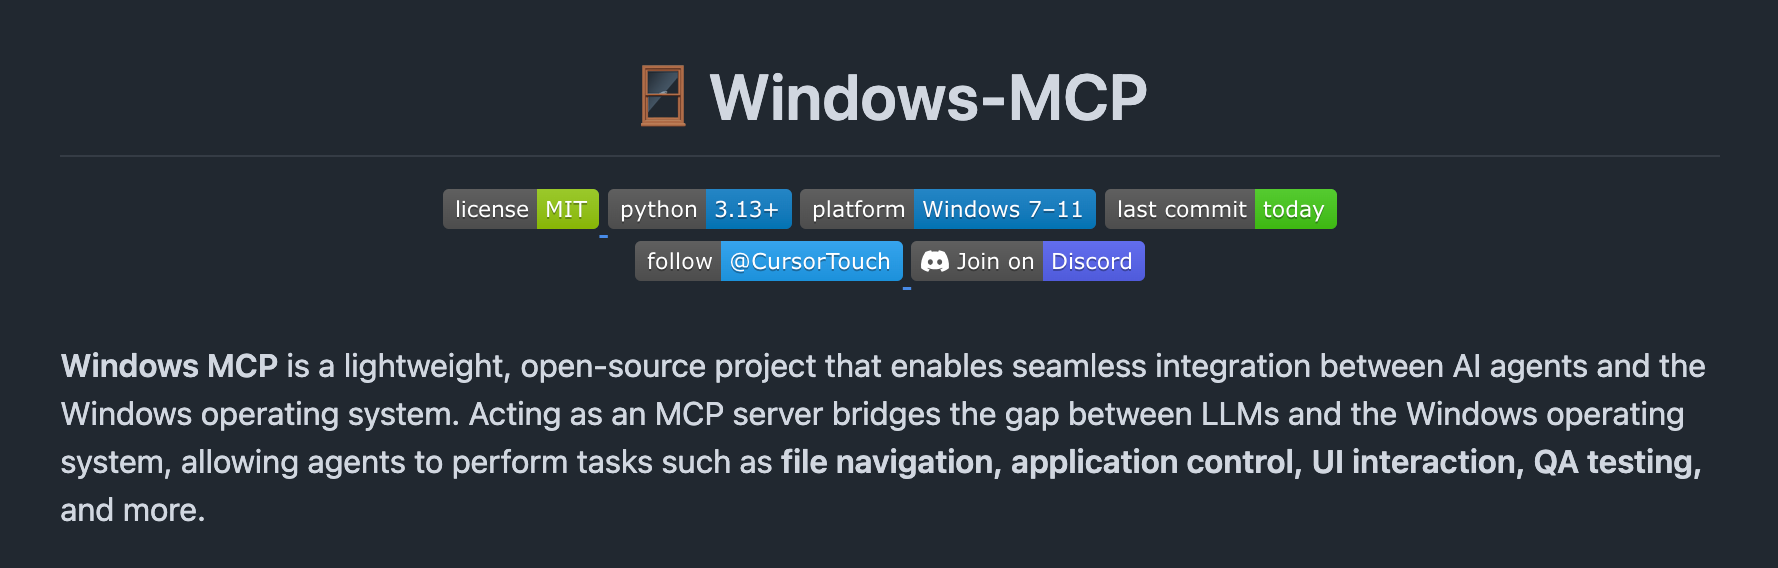 Windows-MCP
license MIT python 3.13+ platform Windows 7–11 last commit today
follow @CursorTouch Join on Discord
Windows MCP is a lightweight, open-source project that enables seamless integration between AI agents and the
Windows operating system. Acting as an MCP server bridges the gap between LLMs and the Windows operating
system, allowing agents to perform tasks such as file navigation, application control, UI interaction, QA testing,
and more.